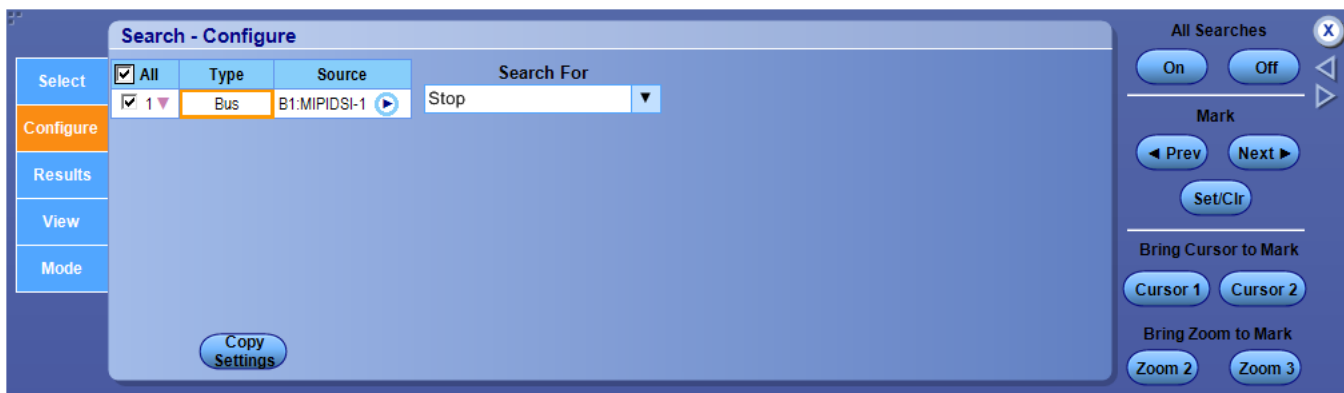 Search - Configure
Select
Configure
Results
View
Mode
All Type Source
1 Bus B1:MIPIDSI-1
Search For
Stop
Copy
Settings
All Searches
X
On Off
Mark
Prev Next
Set/Clr
Bring Cursor to Mark
Cursor 1 Cursor 2
Bring Zoom to Mark
Zoom 2 Zoom 3